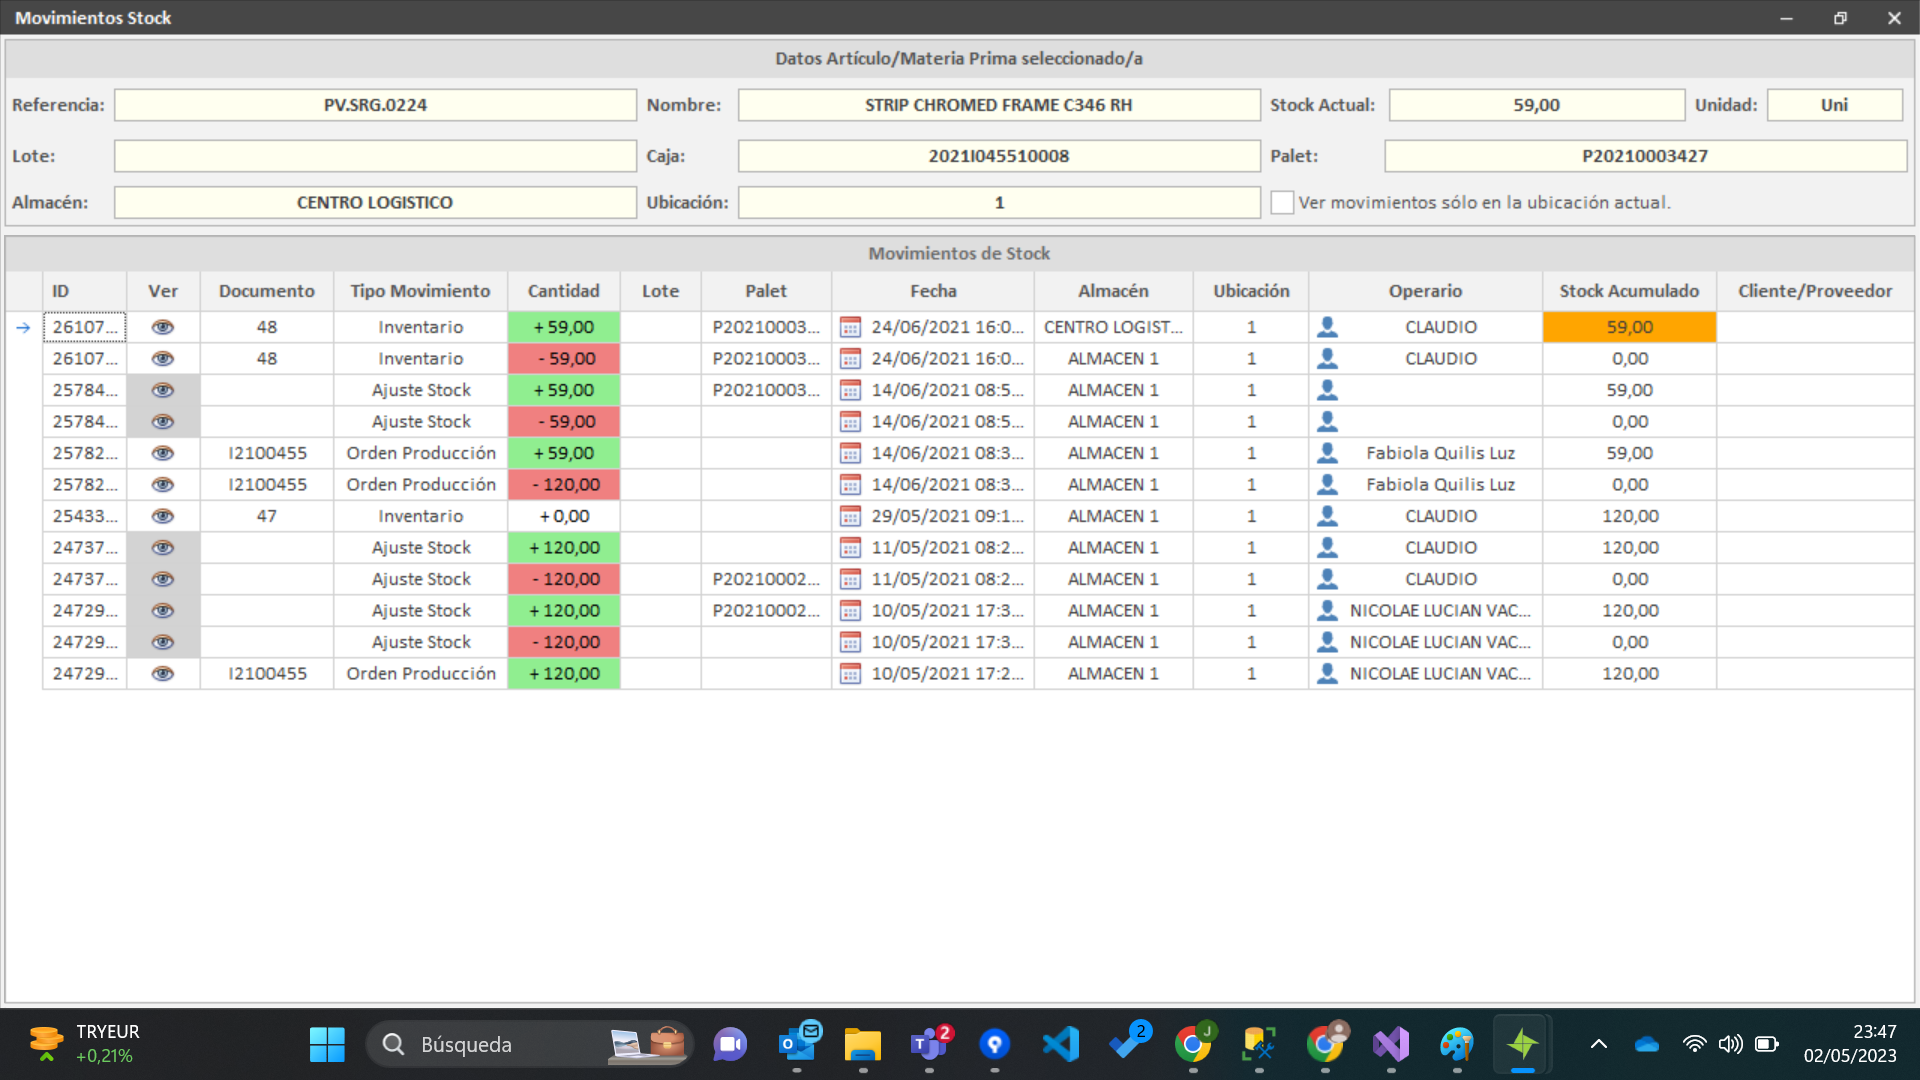 Movimientos Stock
Datos Artículo/Materia Prima seleccionado/a
Referencia: PV.SRG.0224 Nombre: STRIP CHROMED FRAME C346 RH Stock Actual: 59,00 Unidad: Uni
Lote: Caja: 2021I045510008 Palet: P20210003427
Almacén: CENTRO LOGISTICO Ubicación: 1 Ver movimientos sólo en la ubicación actual.
Movimientos de Stock
ID Ver Documento Tipo Movimiento Cantidad Lote Palet Fecha Almacén Ubicación Operario Stock Acumulado Cliente/Proveedor
26107... 48 Inventario + 59,00 P20210003... 24/06/2021 16:0... CENTRO LOGIST... 1 CLAUDIO 59,00
26107... 48 Inventario - 59,00 P20210003... 24/06/2021 16:0... ALMACEN 1 1 CLAUDIO 0,00
25784... Ajuste Stock + 59,00 P20210003... 14/06/2021 08:5... ALMACEN 1 1 59,00
25784... Ajuste Stock - 59,00 14/06/2021 08:5... ALMACEN 1 1 0,00
25782... I2100455 Orden Producción + 59,00 14/06/2021 08:3... ALMACEN 1 1 Fabiola Quilis Luz 59,00
25782... I2100455 Orden Producción - 120,00 14/06/2021 08:3... ALMACEN 1 1 Fabiola Quilis Luz 0,00
25433... 47 Inventario + 0,00 29/05/2021 09:1... ALMACEN 1 1 CLAUDIO 120,00
24737... Ajuste Stock + 120,00 11/05/2021 08:2... ALMACEN 1 1 CLAUDIO 120,00
24737... Ajuste Stock - 120,00 P20210002... 11/05/2021 08:2... ALMACEN 1 1 CLAUDIO 0,00
24729... Ajuste Stock + 120,00 P20210002... 10/05/2021 17:3... ALMACEN 1 1 NICOLAE LUCIAN VAC... 120,00
24729... Ajuste Stock - 120,00 10/05/2021 17:3... ALMACEN 1 1 NICOLAE LUCIAN VAC... 0,00
24729... I2100455 Orden Producción + 120,00 10/05/2021 17:2... ALMACEN 1 1 NICOLAE LUCIAN VAC... 120,00
TRYEUR
+0,21%
Búsqueda
2
2
J
23:47
02/05/2023